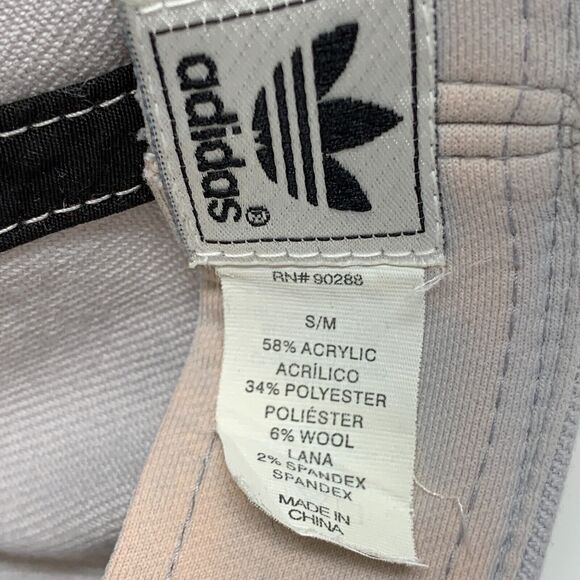 adidas®
RN# 90288
S/M
58% ACRYLIC
ACRÍLICO
34% POLYESTER
POLIÉSTER
6% WOOL
LANA
2% SPANDEX
SPANDEX
MADE IN
CHINA